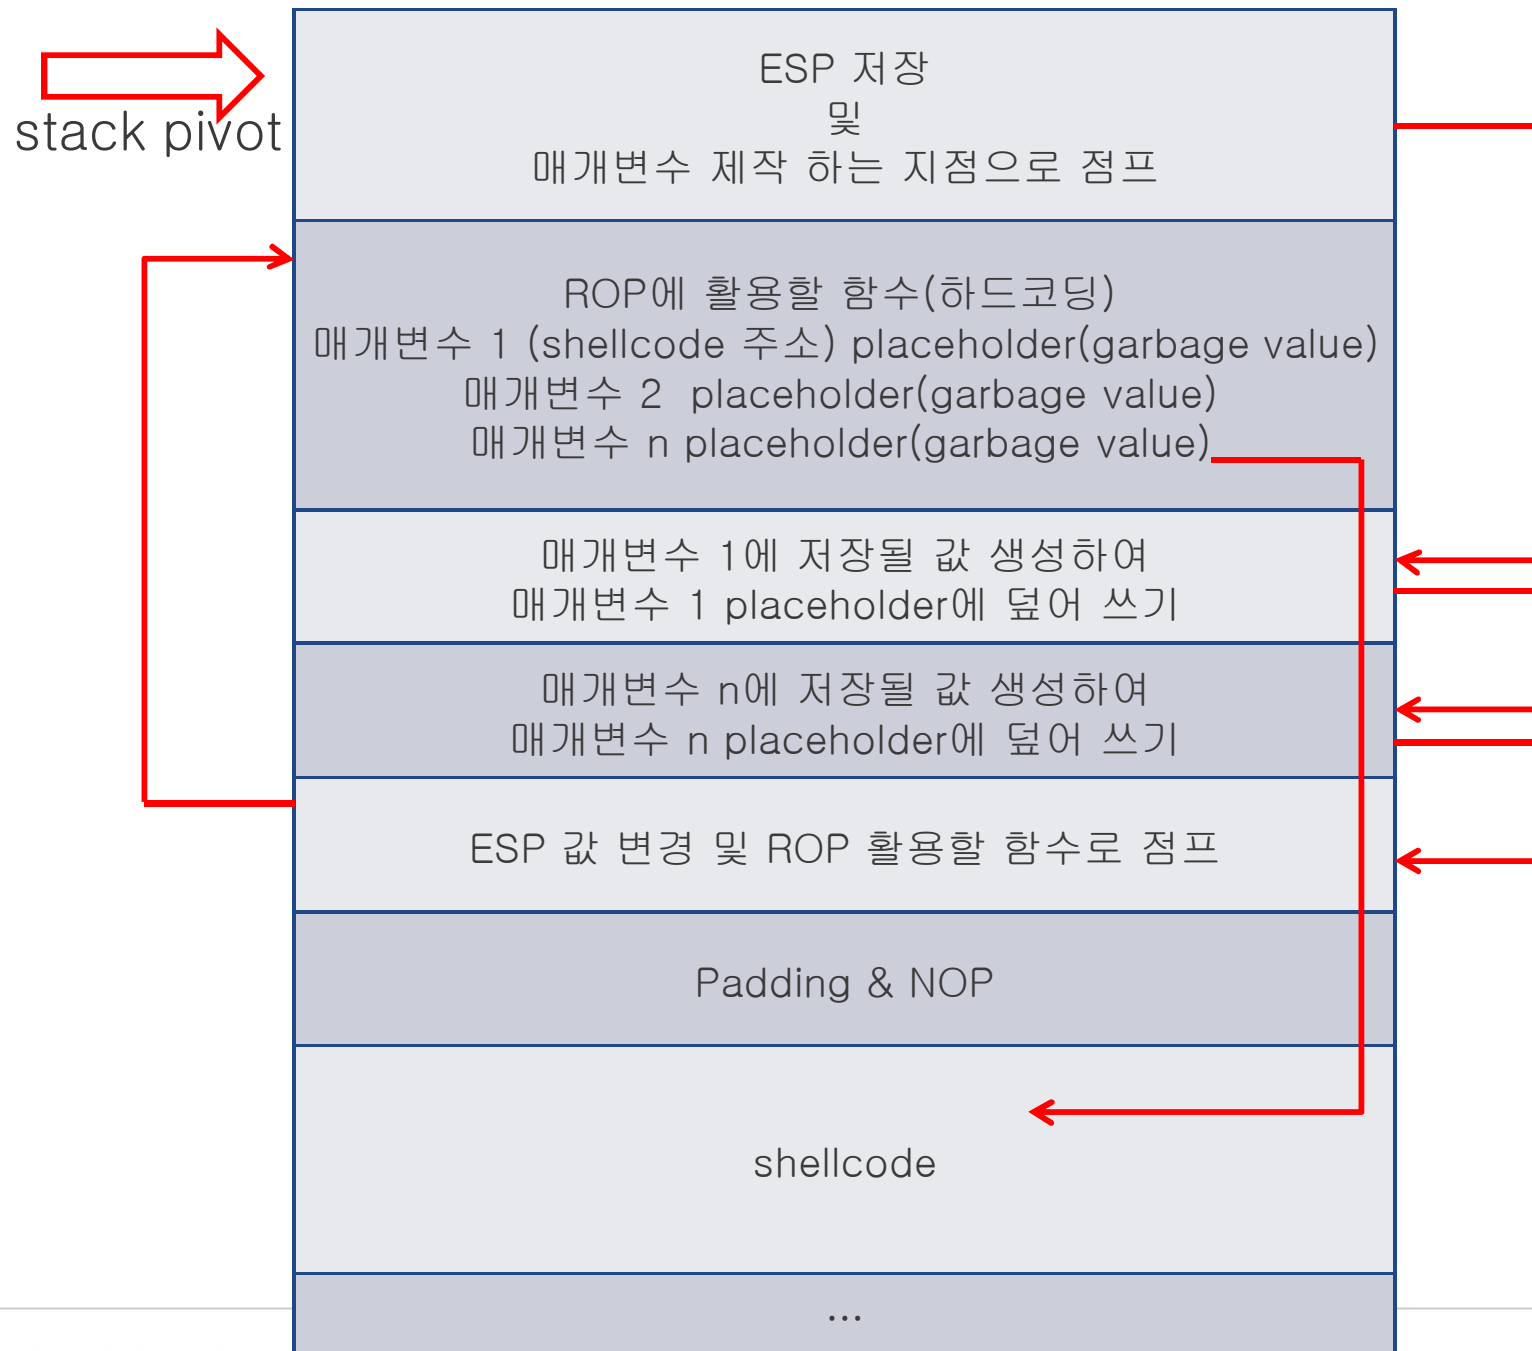 ESP 저장
및
매개변수 제작 하는 지점으로 점프
stack pivot
ROP에 활용할 함수(하드코딩)
매개변수 1 (shellcode 주소) placeholder(garbage value)
매개변수 2 placeholder(garbage value)
매개변수 n placeholder(garbage value)
매개변수 1에 저장될 값 생성하여
매개변수 1 placeholder에 덮어 쓰기
매개변수 n에 저장될 값 생성하여
매개변수 n placeholder에 덮어 쓰기
ESP 값 변경 및 ROP 활용할 함수로 점프
Padding & NOP
shellcode
...